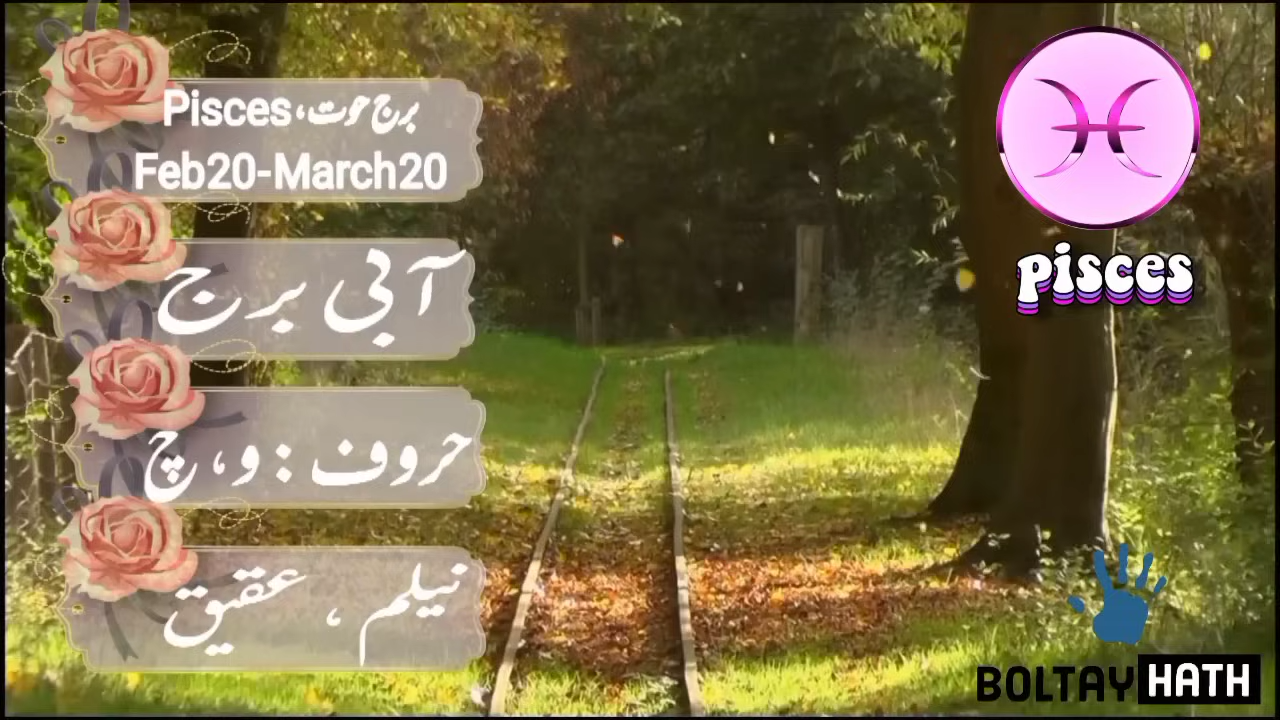 برج حوت، Pisces
Feb20-March20
آبی برج
حروف : و، چ
نیلم ، عقیق
pisces
BOLTAY HATH